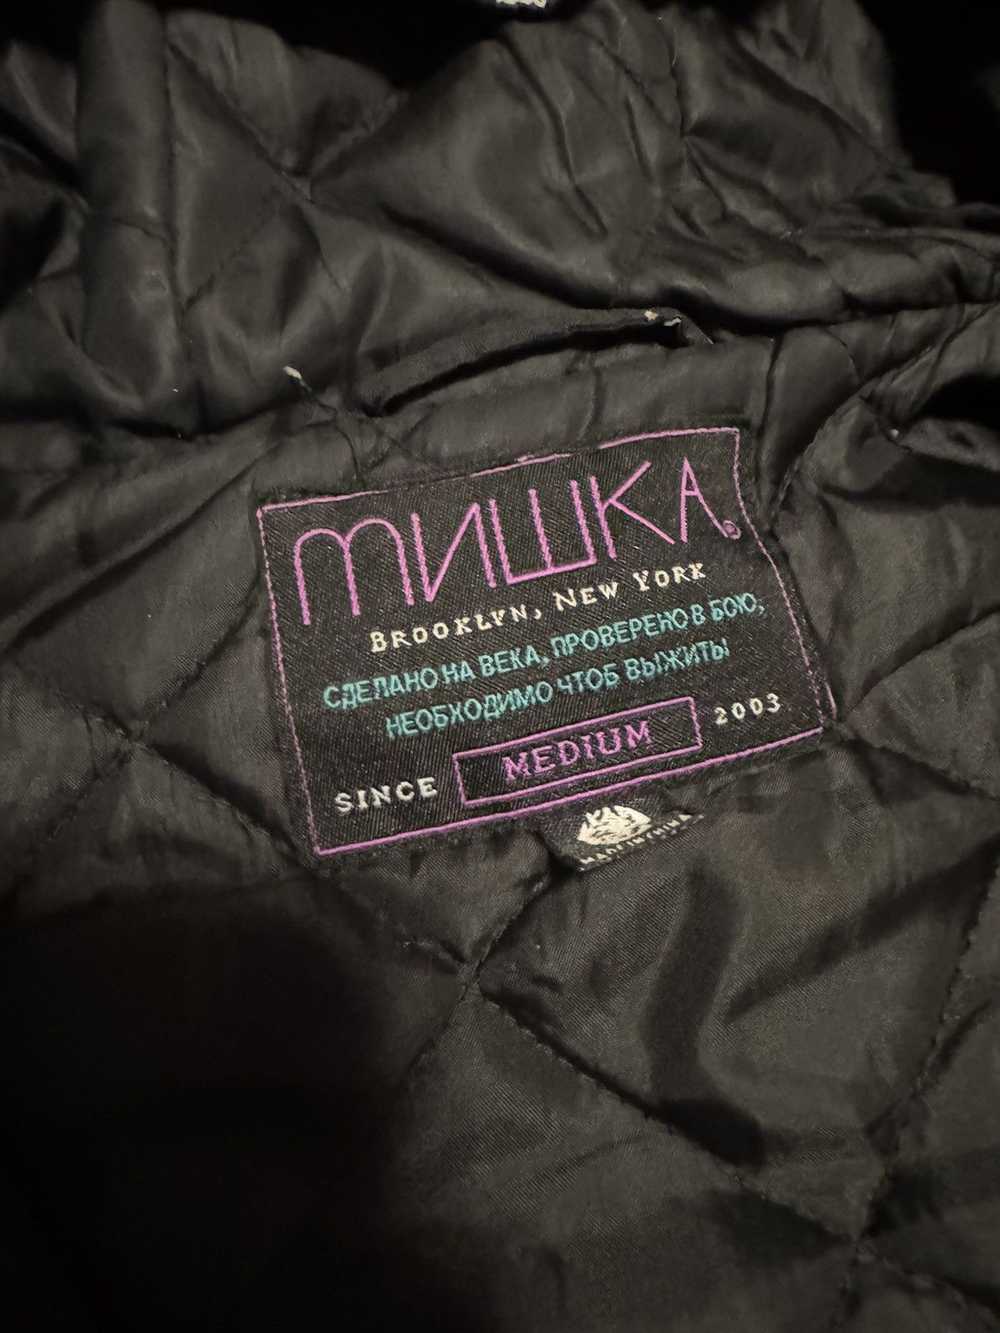 МИШКА®
BROOKLYN, NEW YORK
СДЕЛАНО НА ВЕКА, ПРОВЕРЕНО В БОЮ,
НЕОБХОДИМО ЧТОБ ВЫЖИТЬ
SINCE MEDIUM 2003